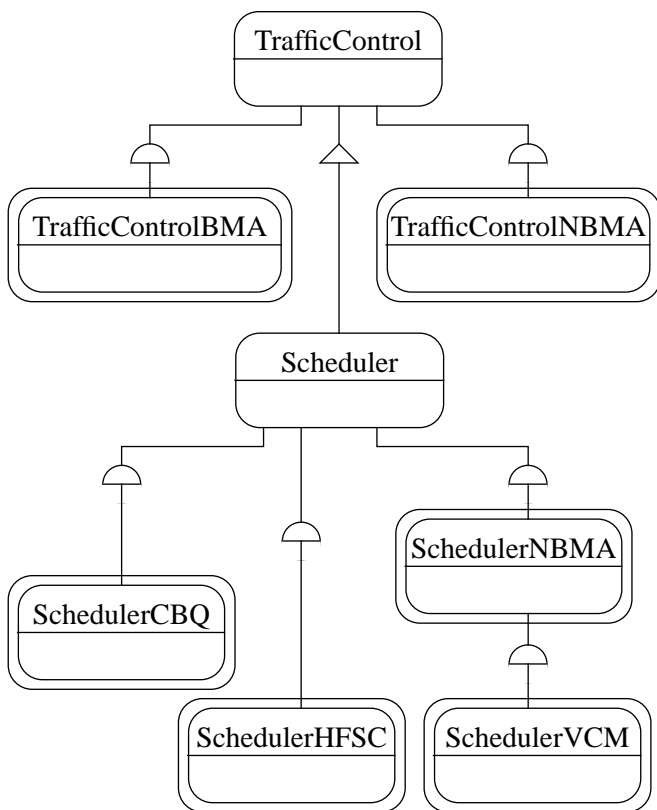 TrafficControl
TrafficControlBMA
TrafficControlNBMA
Scheduler
SchedulerNBMA
SchedulerCBQ
SchedulerHFSC
SchedulerVCM